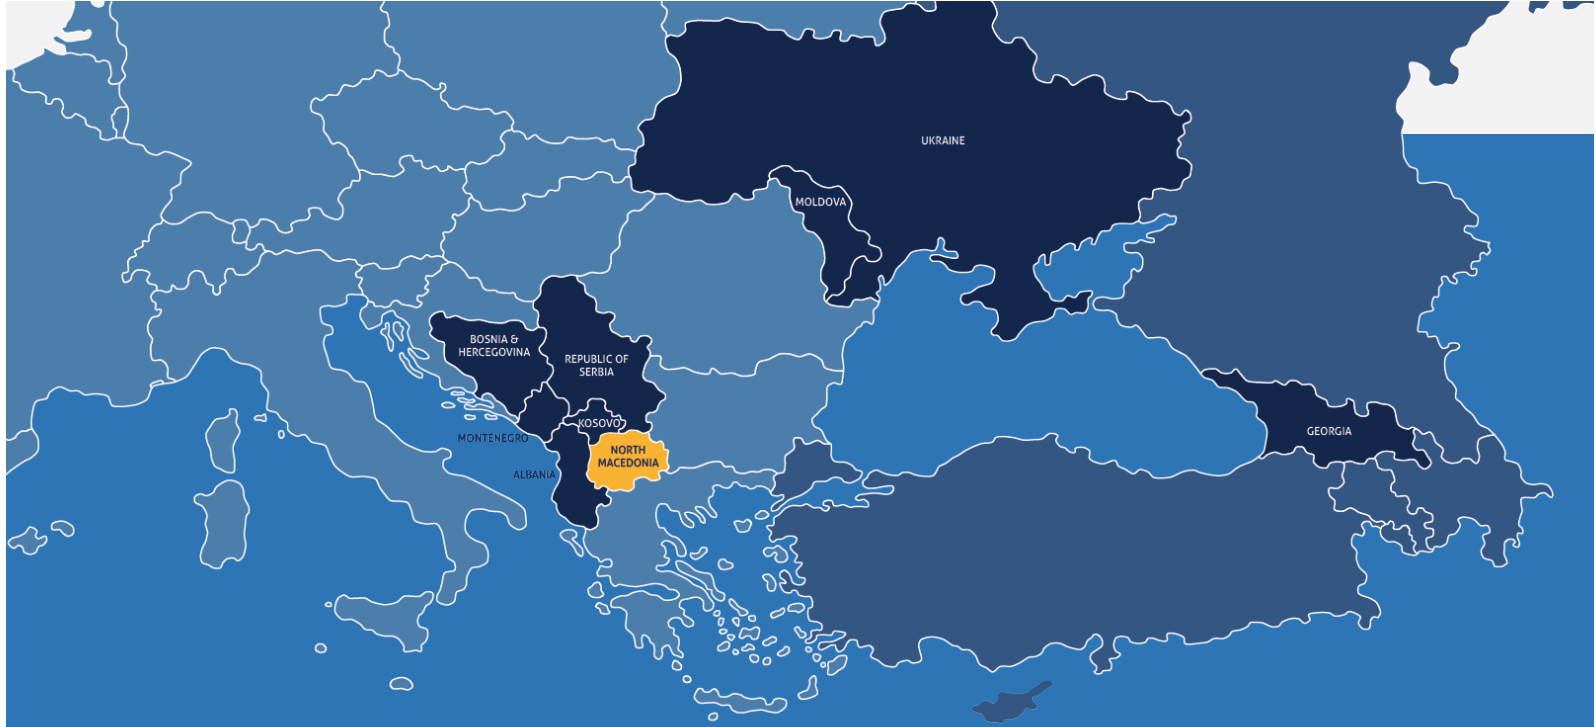 UKRAINE
MOLDOVA
BOSNIA &
HERCEGOVINA
REPUBLIC OF
SERBIA
KOSOVO
MONTENEGRO
GEORGIA
NORTH
MACEDONIA
ALBANIA